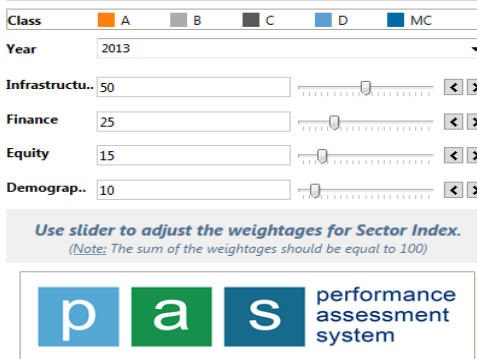 Class A B C D MC
Year 2013
Infrastructu.. 50
Finance 25
Equity 15
Demograp.. 10
Use slider to adjust the weightages for Sector Index.
(Note: The sum of the weightages should be equal to 100)
p a s
performance
assessment
system